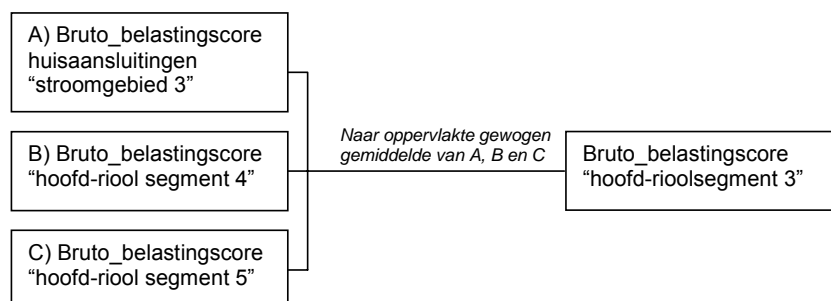 A) Bruto_belastingscore
huisaansluitingen
“stroomgebied 3”
B) Bruto_belastingscore
“hoofd-riool segment 4”
C) Bruto_belastingscore
“hoofd-riool segment 5”
Naar oppervlakte gewogen
gemiddelde van A, B en C
Bruto_belastingscore
“hoofd-rioolsegment 3”